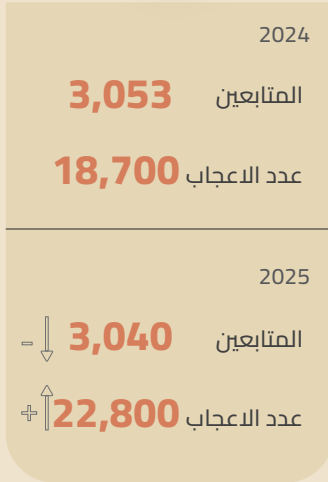 2024
المتابعين 3,053
عدد الاعجاب 18,700
2025
المتابعين 3,040 -
عدد الاعجاب 22,800 +